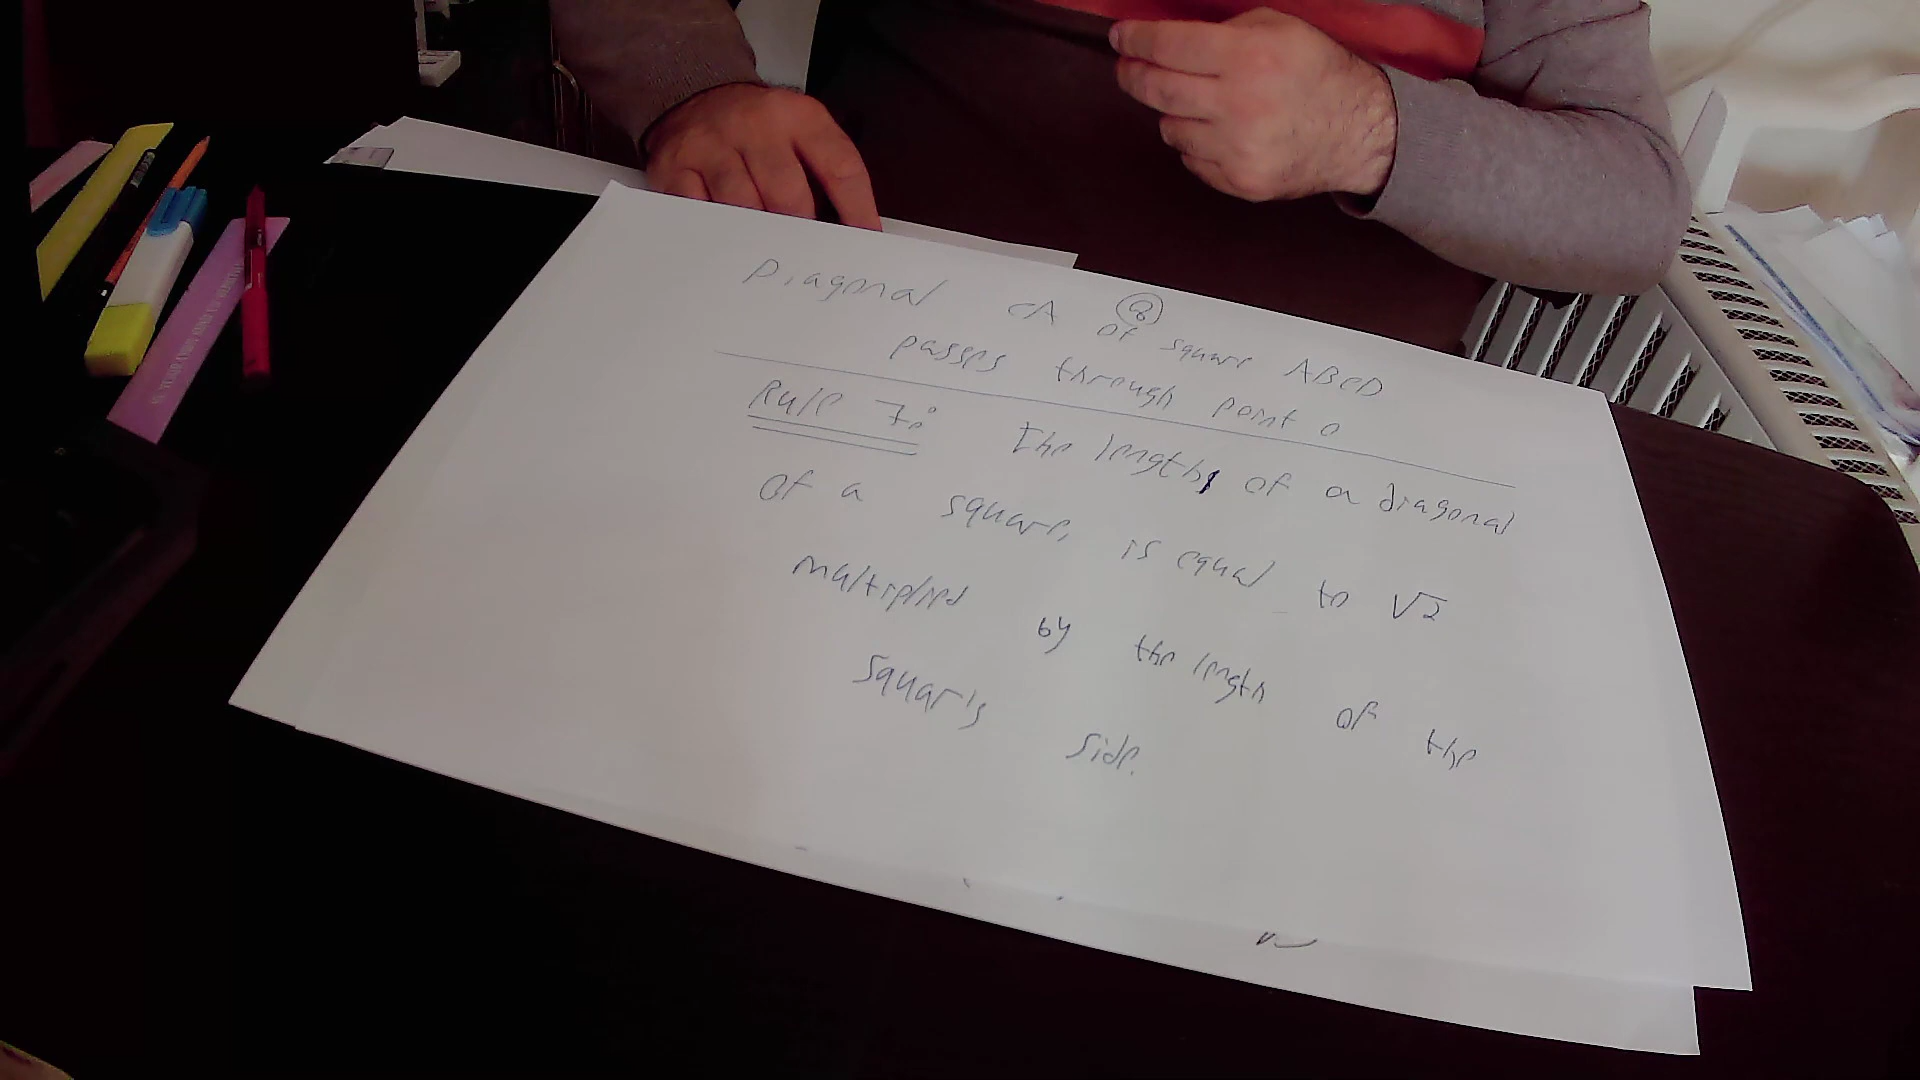 8
Diagonal CA of square ABCD
passes through point O
Rule 7: The length of a diagonal
of a square, is equal to √2
multiplied by the length of the
squar's side.